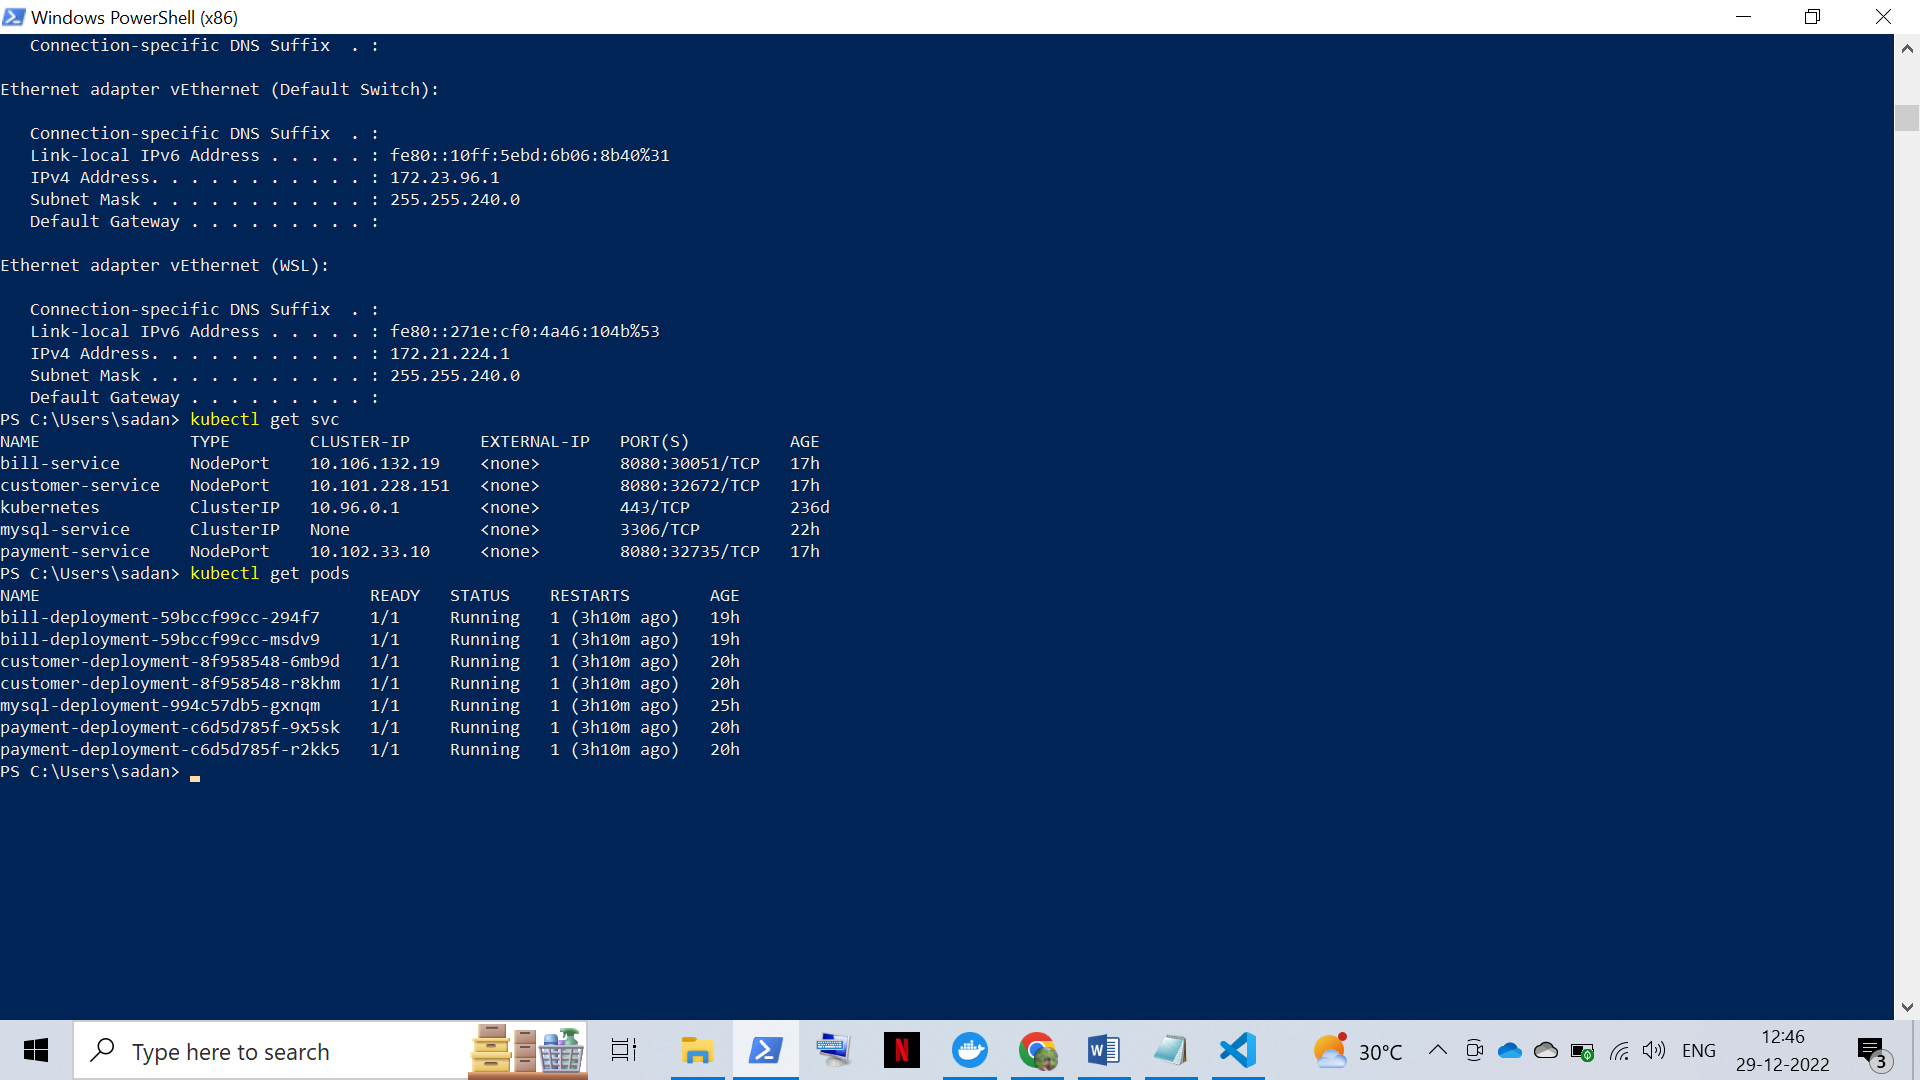 Windows PowerShell (x86)
   Connection-specific DNS Suffix  . :

Ethernet adapter vEthernet (Default Switch):

   Connection-specific DNS Suffix  . :
   Link-local IPv6 Address . . . . . : fe80::10ff:5ebd:6b06:8b40%31
   IPv4 Address. . . . . . . . . . . : 172.23.96.1
   Subnet Mask . . . . . . . . . . . : 255.255.240.0
   Default Gateway . . . . . . . . . :

Ethernet adapter vEthernet (WSL):

   Connection-specific DNS Suffix  . :
   Link-local IPv6 Address . . . . . : fe80::271e:cf0:4a46:104b%53
   IPv4 Address. . . . . . . . . . . : 172.21.224.1
   Subnet Mask . . . . . . . . . . . : 255.255.240.0
   Default Gateway . . . . . . . . . :
PS C:\Users\sadan> kubectl get svc
NAME               TYPE        CLUSTER-IP       EXTERNAL-IP   PORT(S)          AGE
bill-service       NodePort    10.106.132.19    <none>        8080:30051/TCP   17h
customer-service   NodePort    10.101.228.151   <none>        8080:32672/TCP   17h
kubernetes         ClusterIP   10.96.0.1        <none>        443/TCP          236d
mysql-service      ClusterIP   None             <none>        3306/TCP         22h
payment-service    NodePort    10.102.33.10     <none>        8080:32735/TCP   17h
PS C:\Users\sadan> kubectl get pods
NAME                                 READY   STATUS    RESTARTS        AGE
bill-deployment-59bccf99cc-294f7     1/1     Running   1 (3h10m ago)   19h
bill-deployment-59bccf99cc-msdv9     1/1     Running   1 (3h10m ago)   19h
customer-deployment-8f958548-6mb9d   1/1     Running   1 (3h10m ago)   20h
customer-deployment-8f958548-r8khm   1/1     Running   1 (3h10m ago)   20h
mysql-deployment-994c57db5-gxnqm     1/1     Running   1 (3h10m ago)   25h
payment-deployment-c6d5d785f-9x5sk   1/1     Running   1 (3h10m ago)   20h
payment-deployment-c6d5d785f-r2kk5   1/1     Running   1 (3h10m ago)   20h
PS C:\Users\sadan>
Type here to search
N
W
30°C
ENG
12:46
29-12-2022
3